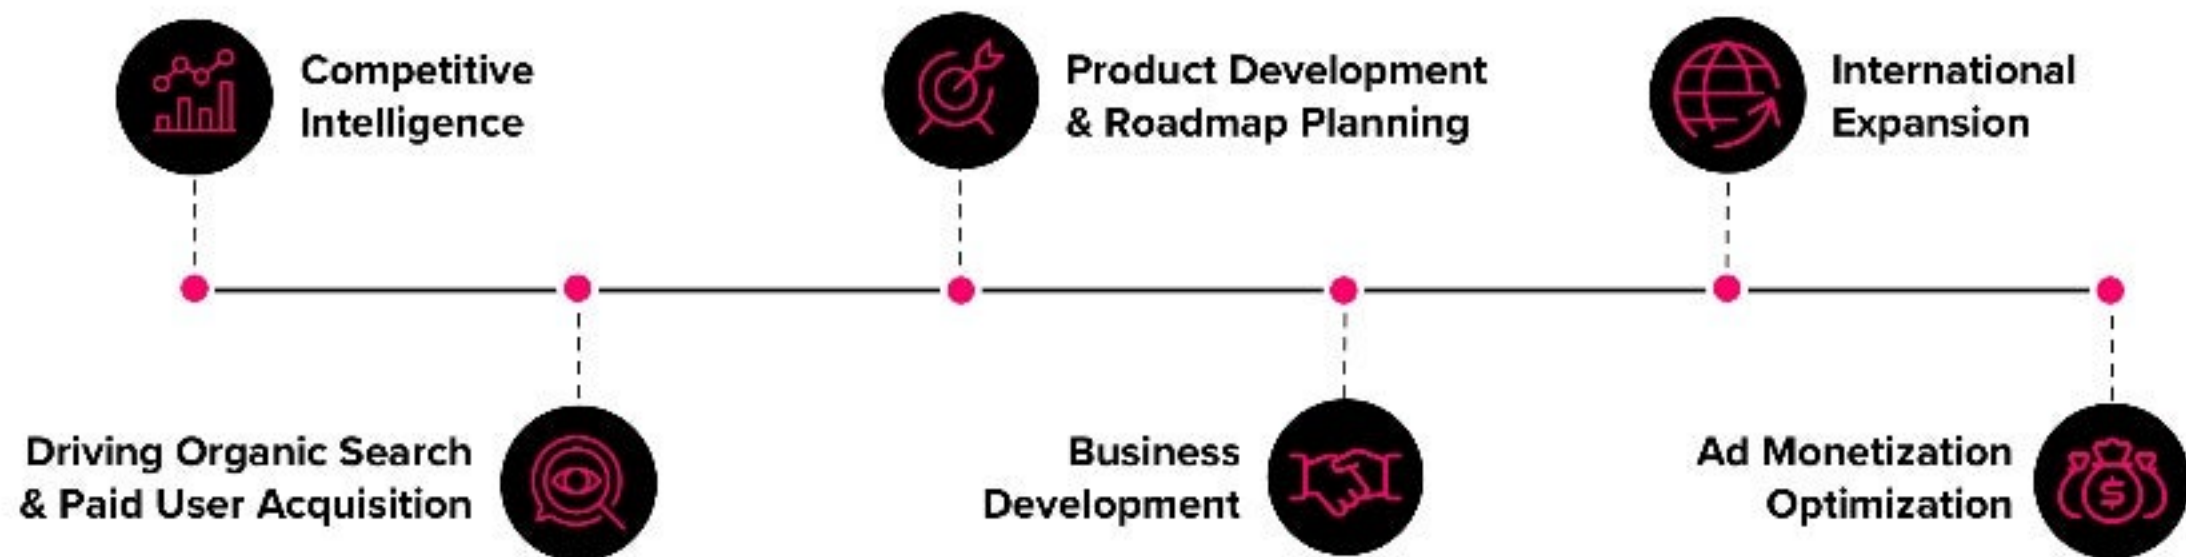 Competitive
Intelligence
Product Development
& Roadmap Planning
International
Expansion
Driving Organic Search
& Paid User Acquisition
Business
Development
Ad Monetization
Optimization
$